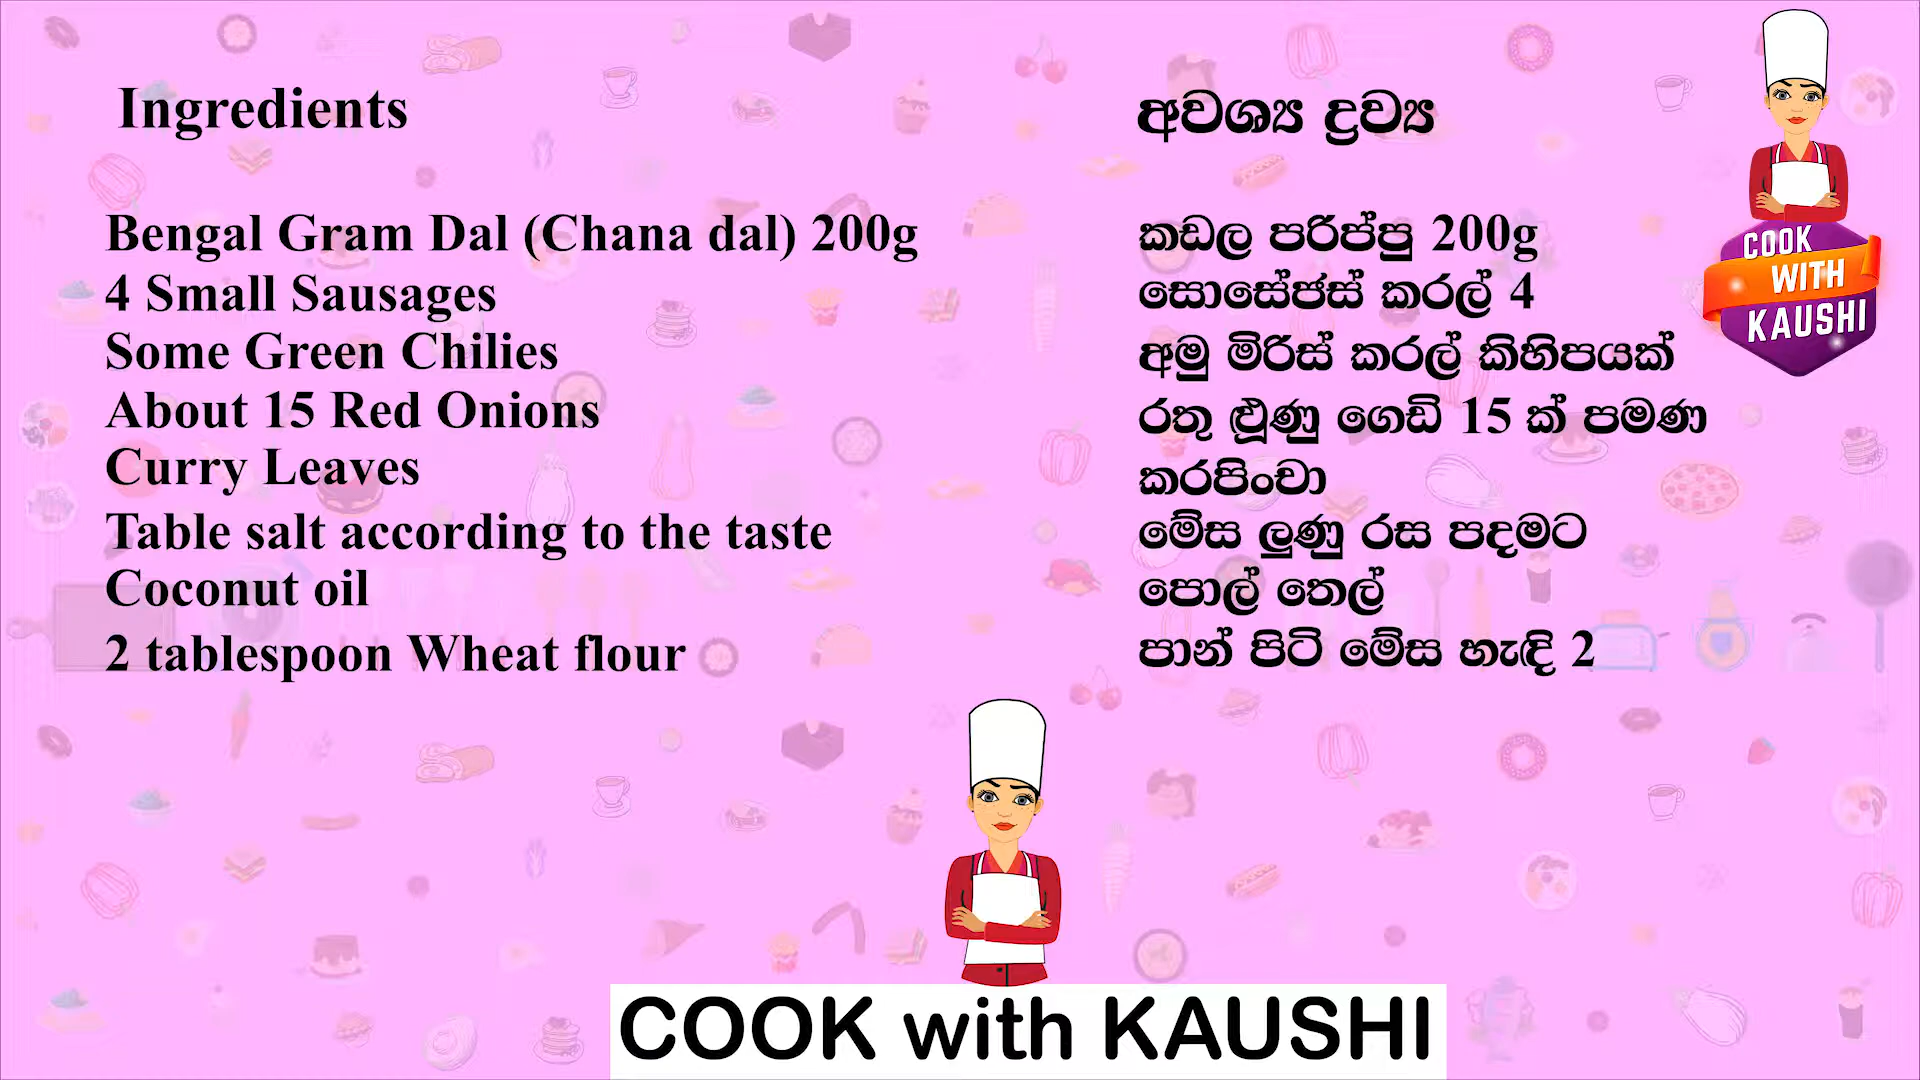 Ingredients
Bengal Gram Dal (Chana dal) 200g
4 Small Sausages
Some Green Chilies
About 15 Red Onions
Curry Leaves
Table salt according to the taste
Coconut oil
2 tablespoon Wheat flour
අවශ්‍ය ද්‍රව්‍ය
කඩල පරිප්පු 200g
සොසේජස් කරල් 4
අමු මිරිස් කරල් කිහිපයක්
රතු ළූණු ගෙඩි 15 ක් පමණ
කරපිංචා
මේස ලුණු රස පදමට
පොල් තෙල්
පාන් පිටි මේස හැඳි 2
COOK
WITH
KAUSHI
COOK with KAUSHI